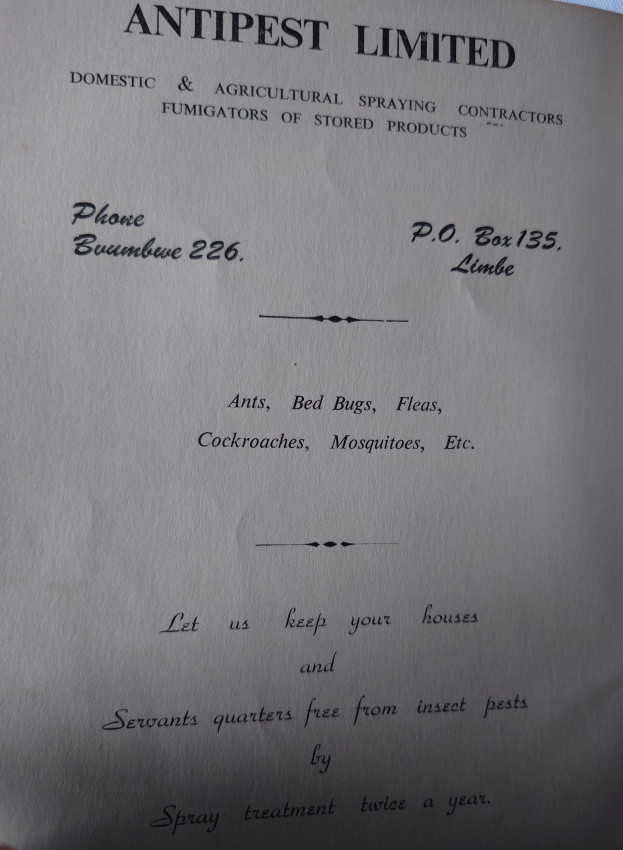 ANTIPEST LIMITED
DOMESTIC & AGRICULTURAL SPRAYING CONTRACTORS
FUMIGATORS OF STORED PRODUCTS
Phone
Bvumbwe 226.
P.O. Box 135,
Limbe
Ants, Bed Bugs, Fleas,
Cockroaches, Mosquitoes, Etc.
Let us keep your houses
and
Servants quarters free from insect pests
by
Spray treatment twice a year.